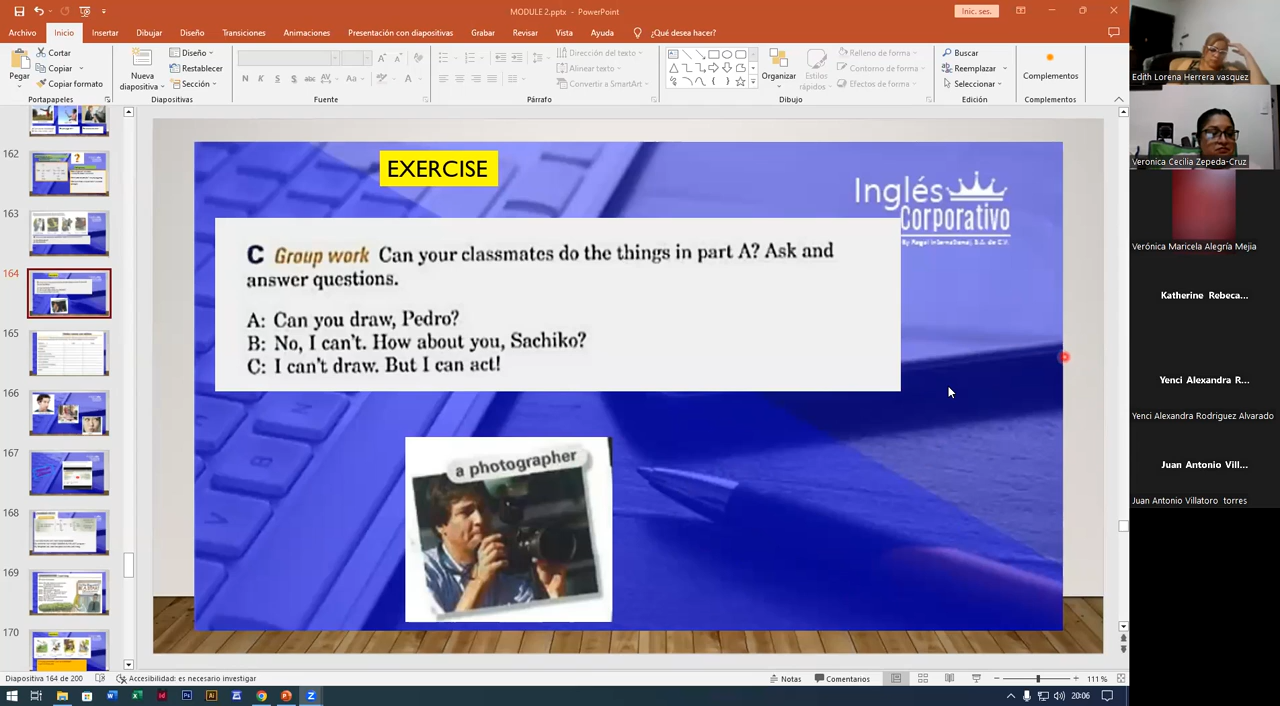 MODULE 2.pptx - PowerPoint
Inic. ses.
Archivo Inicio Insertar Dibujar Diseño Transiciones Animaciones Presentación con diapositivas Grabar Revisar Vista Ayuda ¿Qué desea hacer?
Pegar
Cortar
Copiar
Copiar formato
Portapapeles
Nueva diapositiva
Diseño
Restablecer
Sección
Diapositivas
N K S S abc AV Aa A
Fuente
Dirección del texto
Alinear texto
Convertir a SmartArt
Párrafo
Organizar
Estilos rápidos
Relleno de forma
Contorno de forma
Efectos de forma
Dibujo
Buscar
Reemplazar
Seleccionar
Edición
Complementos
Complementos
162
163
164
165
166
167
168
169
170
EXERCISE
Inglés
Corporativo
By Regal International, S.A. de C.V.
C Group work Can your classmates do the things in part A? Ask and
answer questions.
A: Can you draw, Pedro?
B: No, I can't. How about you, Sachiko?
C: I can't draw. But I can act!
a photographer
Edith Lorena Herrera vasquez
Veronica Cecilia Zepeda-Cruz
Verónica Maricela Alegría Mejia
Katherine Rebeca...
Yenci Alexandra R...
Yenci Alexandra Rodriguez Alvarado
Juan Antonio Vill...
Juan Antonio Villatoro torres
Diapositiva 164 de 200
Accesibilidad: es necesario investigar
Notas
Comentarios
111 %
20:06